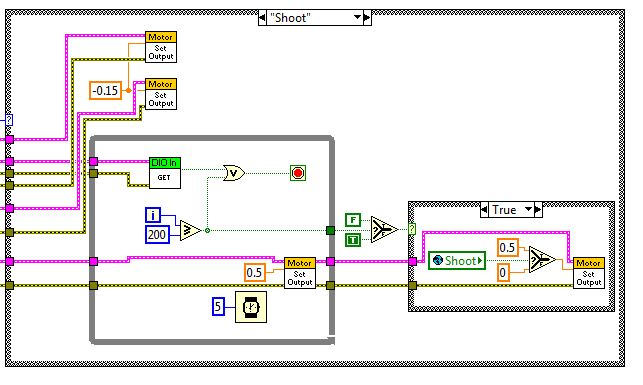 "Shoot"
Motor
Set
Output
-0.15
Motor
Set
Output
?
DIO In
GET
V
i
200
≥
F
T
?
T
F
?
True
0.5
Motor
Set
Output
5
Shoot
0.5
0
?
T
F
Motor
Set
Output